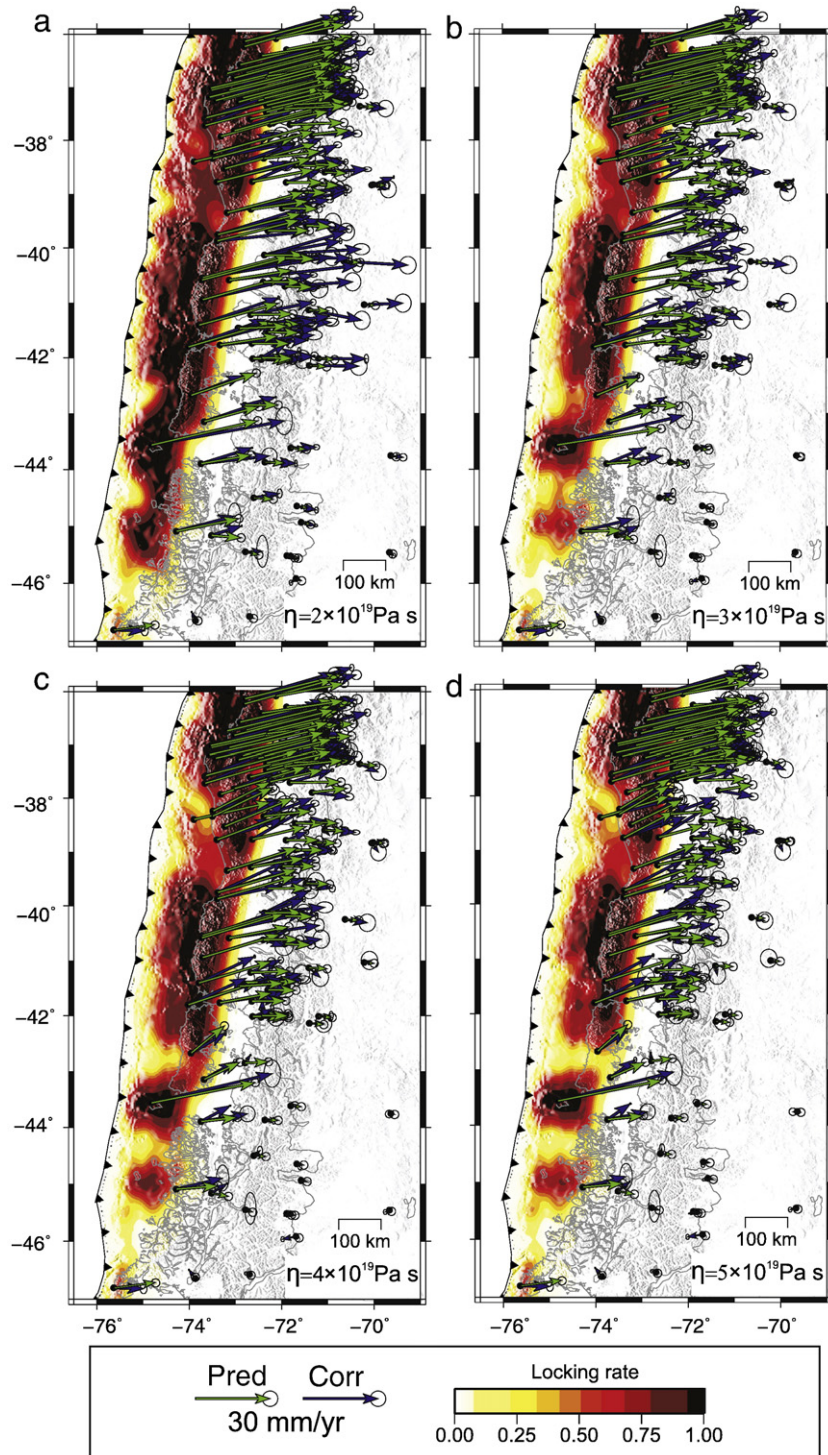 a
b
−38°
−40°
−42°
−44°
−46°
100 km
η=2×10¹⁹Pa s
100 km
η=3×10¹⁹Pa s
c
d
−38°
−40°
−42°
−44°
−46°
100 km
η=4×10¹⁹Pa s
100 km
η=5×10¹⁹Pa s
−76° −74° −72° −70°
−76° −74° −72° −70°
Pred Corr
30 mm/yr
Locking rate
0.00 0.25 0.50 0.75 1.00